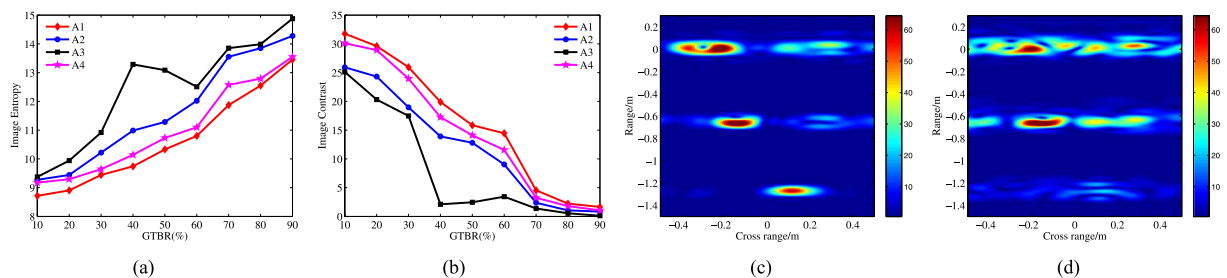 15
14
13
12
11
10
9
8
10 20 30 40 50 60 70 80 90
GTBR(%)
Image Entropy
A1
A2
A3
A4
(a)
35
30
25
20
15
10
5
0
10 20 30 40 50 60 70 80 90
GTBR(%)
Image Contrast
A1
A2
A3
A4
(b)
0.2
0
−0.2
−0.4
−0.6
−0.8
−1
−1.2
−1.4
−0.4 −0.2 0 0.2 0.4
Cross range/m
Range/m
60
50
40
30
20
10
(c)
0.2
0
−0.2
−0.4
−0.6
−0.8
−1
−1.2
−1.4
−0.4 −0.2 0 0.2 0.4
Cross range/m
Range/m
60
50
40
30
20
10
(d)